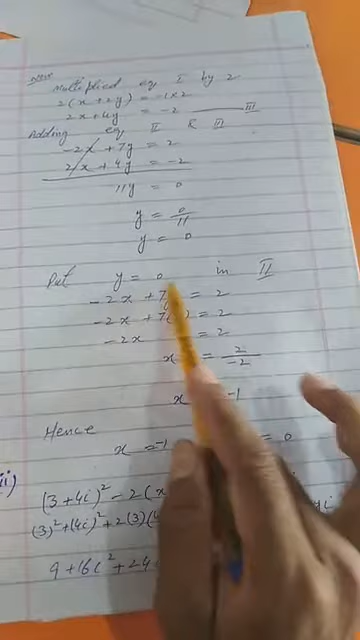 Now
Multiplied eq I by 2
2(x+2y) = -1×2
2x+4y = -2 — III
Adding eq II & III
-2x+7y = 2
2x+4y = -2
11y = 0
y = 0/11
y = 0
Put y = 0 in II
-2x + 7 = 2
-2x + 7( ) = 2
-2x = 2
x = 2/-2
x -1
Hence
x = -1 = 0
ii)
(3+4i)² - 2(x
(3)²+(4i)²+2(3)(4
9+16i²+24